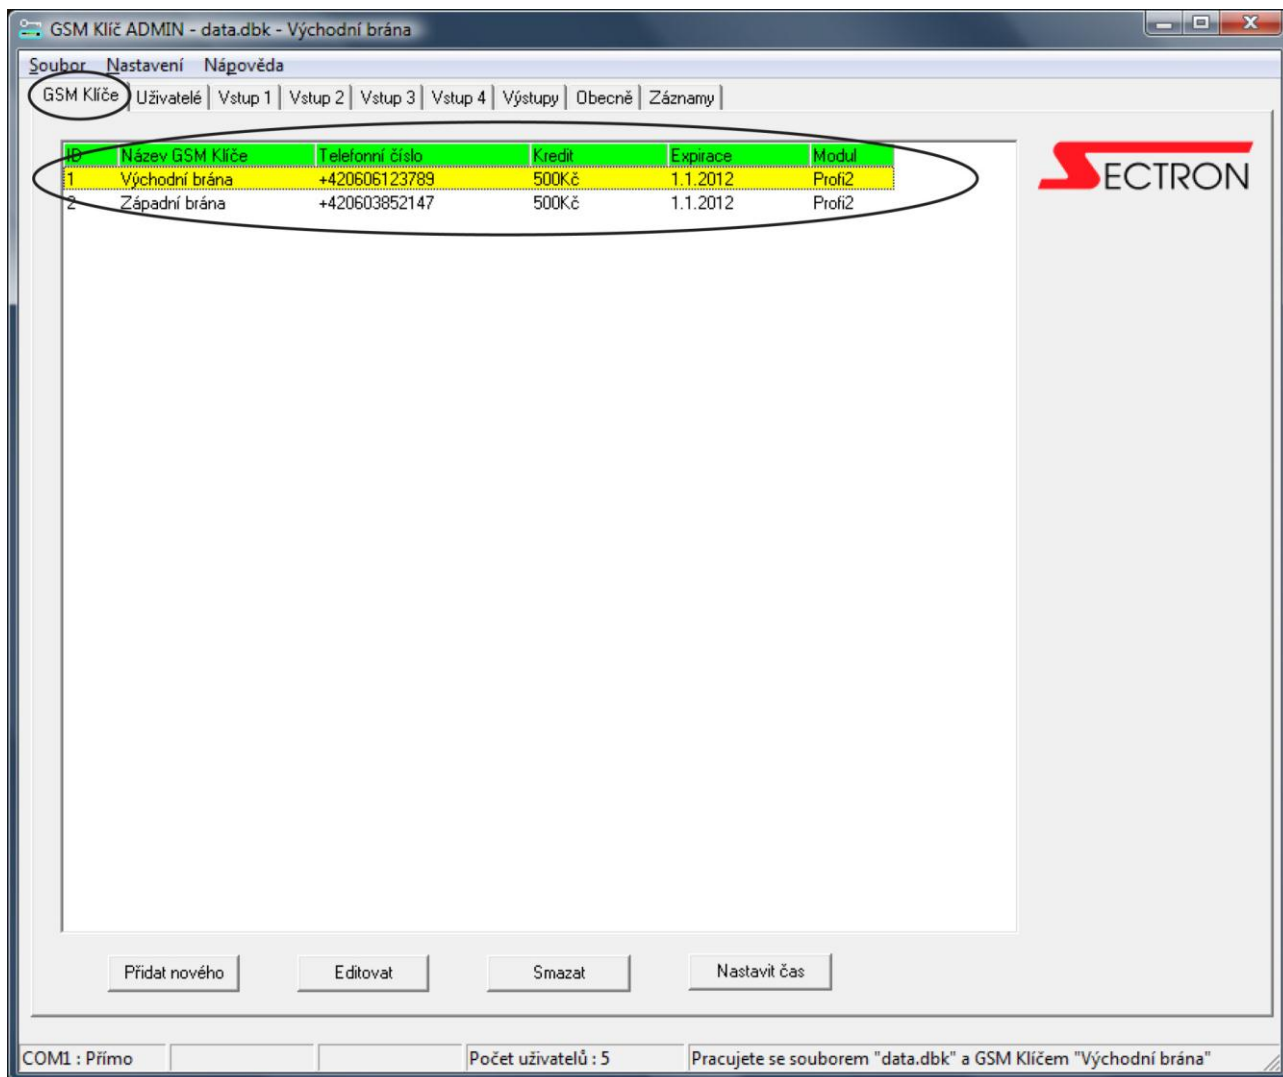 GSM Klíč ADMIN - data.dbk - Východní brána
Soubor Nastavení Nápověda
GSM Klíče Uživatelé Vstup 1 Vstup 2 Vstup 3 Vstup 4 Výstupy Obecně Záznamy
ID Název GSM Klíče Telefonní číslo Kredit Expirace Modul
1 Východní brána +420606123789 500Kč 1.1.2012 Profi2
2 Západní brána +420603852147 500Kč 1.1.2012 Profi2
SECTRON
Přidat nového Editovat Smazat Nastavit čas
COM1 : Přímo Počet uživatelů : 5 Pracujete se souborem "data.dbk" a GSM Klíčem "Východní brána"